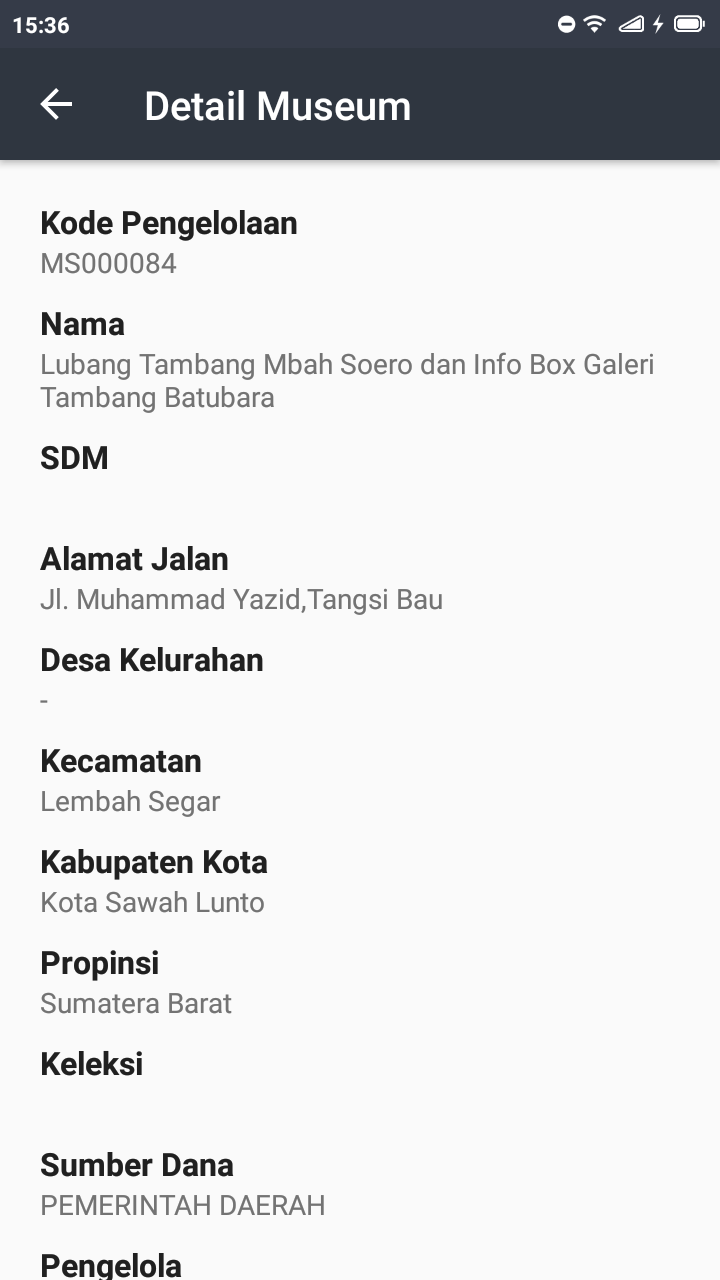 15:36
Detail Museum
Kode Pengelolaan
MS000084
Nama
Lubang Tambang Mbah Soero dan Info Box Galeri
Tambang Batubara
SDM
Alamat Jalan
Jl. Muhammad Yazid,Tangsi Bau
Desa Kelurahan
-
Kecamatan
Lembah Segar
Kabupaten Kota
Kota Sawah Lunto
Propinsi
Sumatera Barat
Keleksi
Sumber Dana
PEMERINTAH DAERAH
Pengelola